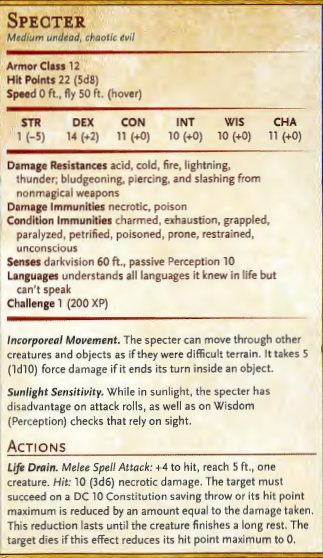 SPECTER
Medium undead, chaotic evil
Armor Class 12
Hit Points 22 (5d8)
Speed 0 ft., fly 50 ft. (hover)
STR DEX CON INT WIS CHA
1 (−5) 14 (+2) 11 (+0) 10 (+0) 10 (+0) 11 (+0)
Damage Resistances acid, cold, fire, lightning,
thunder; bludgeoning, piercing, and slashing from
nonmagical weapons
Damage Immunities necrotic, poison
Condition Immunities charmed, exhaustion, grappled,
paralyzed, petrified, poisoned, prone, restrained,
unconscious
Senses darkvision 60 ft., passive Perception 10
Languages understands all languages it knew in life but
can't speak
Challenge 1 (200 XP)
Incorporeal Movement. The specter can move through other
creatures and objects as if they were difficult terrain. It takes 5
(1d10) force damage if it ends its turn inside an object.
Sunlight Sensitivity. While in sunlight, the specter has
disadvantage on attack rolls, as well as on Wisdom
(Perception) checks that rely on sight.
ACTIONS
Life Drain. Melee Spell Attack: +4 to hit, reach 5 ft., one
creature. Hit: 10 (3d6) necrotic damage. The target must
succeed on a DC 10 Constitution saving throw or its hit point
maximum is reduced by an amount equal to the damage taken.
This reduction lasts until the creature finishes a long rest. The
target dies if this effect reduces its hit point maximum to 0.